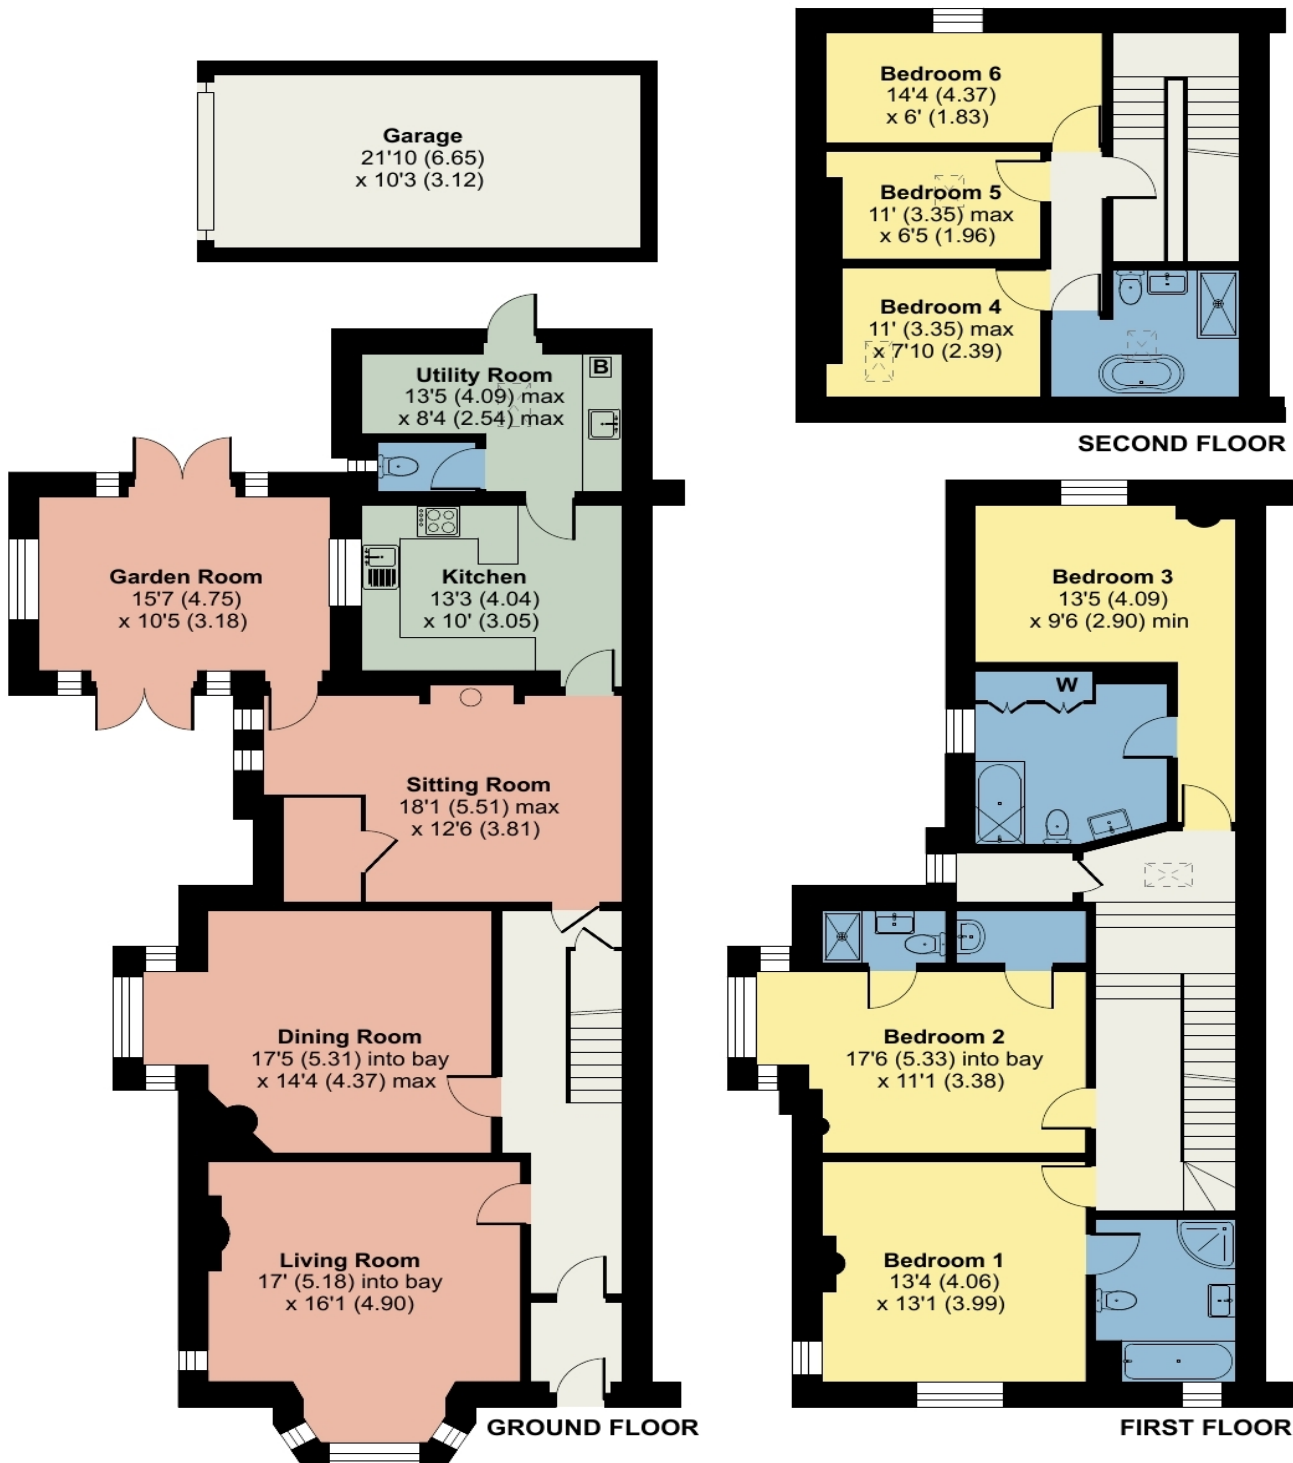 Garage
21'10 (6.65)
x 10'3 (3.12)
Bedroom 6
14'4 (4.37)
x 6' (1.83)
Bedroom 5
11' (3.35) max
x 6'5 (1.96)
Bedroom 4
11' (3.35) max
x 7'10 (2.39)
SECOND FLOOR
Utility Room
13'5 (4.09) max
x 8'4 (2.54) max
B
Garden Room
15'7 (4.75)
x 10'5 (3.18)
Kitchen
13'3 (4.04)
x 10' (3.05)
Sitting Room
18'1 (5.51) max
x 12'6 (3.81)
Dining Room
17'5 (5.31) into bay
x 14'4 (4.37) max
Living Room
17' (5.18) into bay
x 16'1 (4.90)
GROUND FLOOR
Bedroom 3
13'5 (4.09)
x 9'6 (2.90) min
W
Bedroom 2
17'6 (5.33) into bay
x 11'1 (3.38)
Bedroom 1
13'4 (4.06)
x 13'1 (3.99)
FIRST FLOOR